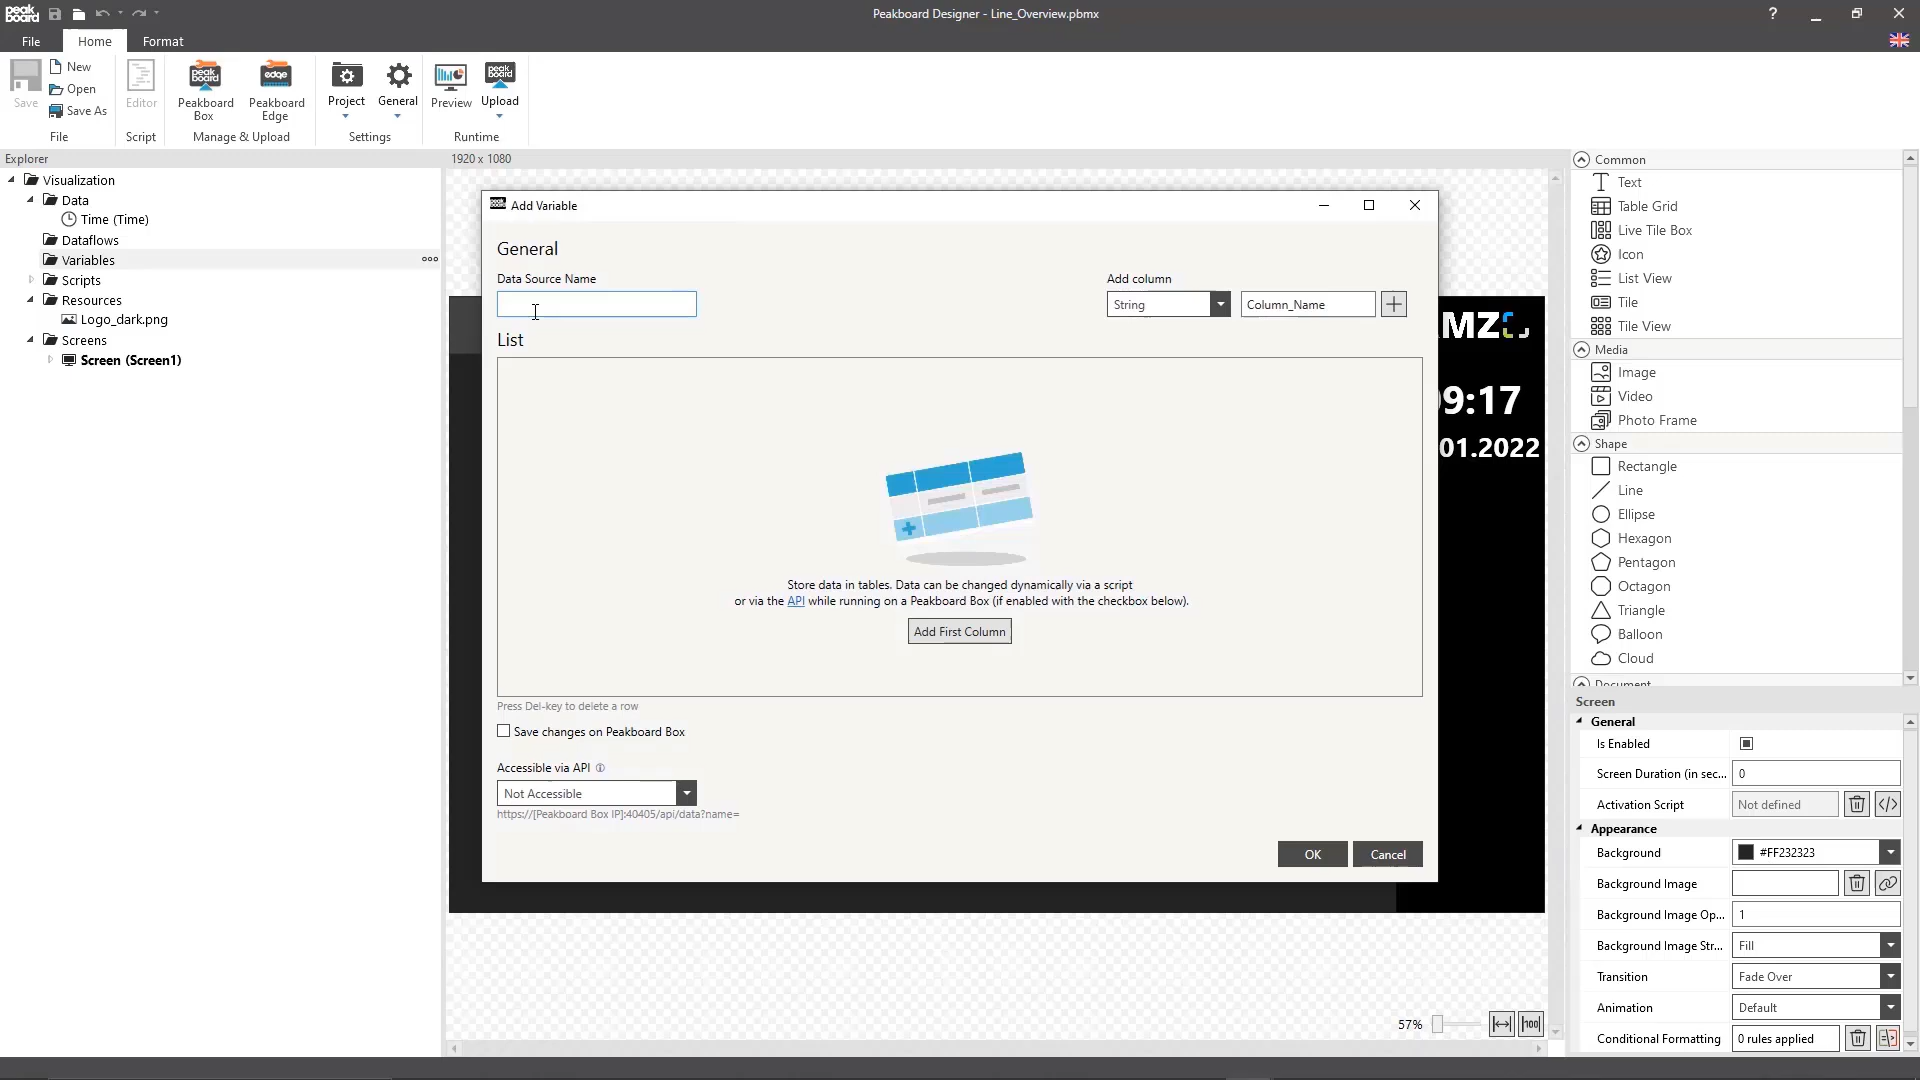 peak board
Peakboard Designer - Line_Overview.pbmx
?
File
Home
Format
Save
New
Open
Save As
File
Editor
Script
Peakboard Box
Peakboard Edge
Manage & Upload
Project
General
Settings
Preview
Upload
Runtime
Explorer
1920 x 1080
Visualization
Data
Time (Time)
Dataflows
Variables
Scripts
Resources
Logo_dark.png
Screens
Screen (Screen1)
Add Variable
General
Data Source Name
Add column
String
Column_Name
List
Store data in tables. Data can be changed dynamically via a script
or via the API while running on a Peakboard Box (if enabled with the checkbox below).
Add First Column
Press Del-key to delete a row
Save changes on Peakboard Box
Accessible via API
Not Accessible
https://[Peakboard Box IP]:40405/api/data?name=
OK
Cancel
MZ
9:17
01.2022
57%
100
Common
Text
Table Grid
Live Tile Box
Icon
List View
Tile
Tile View
Media
Image
Video
Photo Frame
Shape
Rectangle
Line
Ellipse
Hexagon
Pentagon
Octagon
Triangle
Balloon
Cloud
Document
Screen
General
Is Enabled
Screen Duration (in sec...
0
Activation Script
Not defined
Appearance
Background
#FF232323
Background Image
Background Image Op...
1
Background Image Str...
Fill
Transition
Fade Over
Animation
Default
Conditional Formatting
0 rules applied